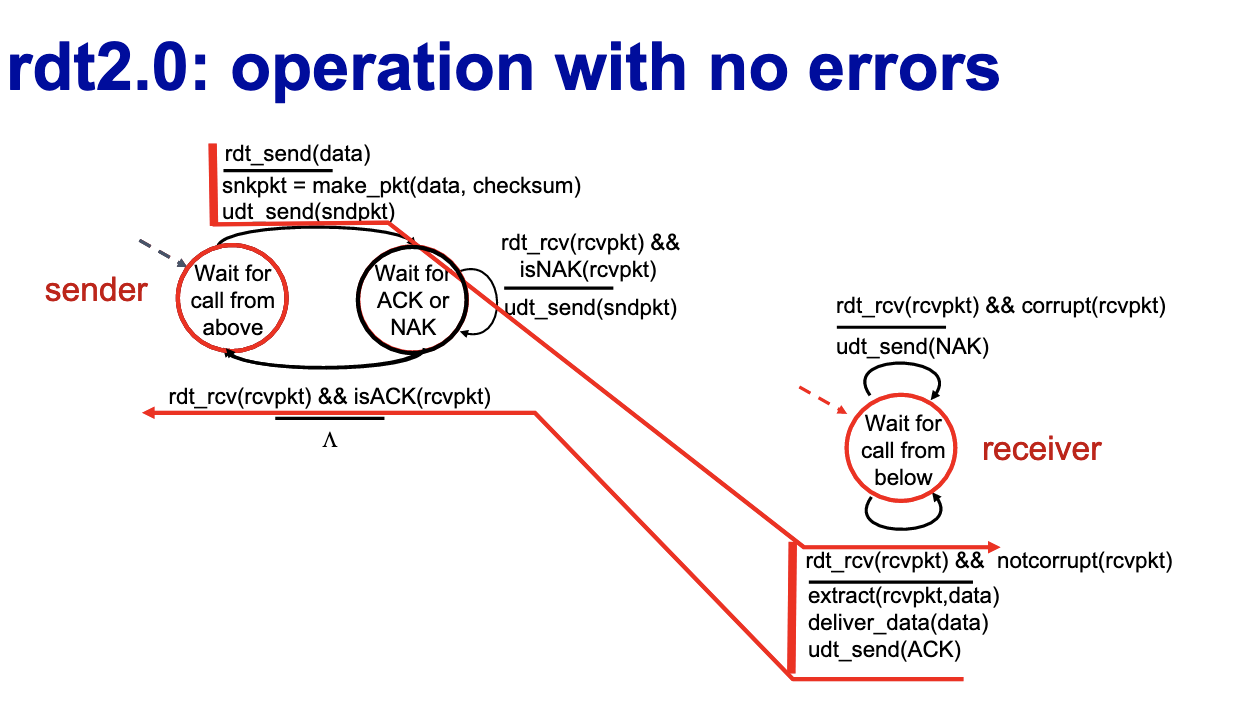 rdt2.0: operation with no errors
rdt_send(data)
snkpkt = make_pkt(data, checksum)
udt_send(sndpkt)
sender
Wait for
call from
above
Wait for
ACK or
NAK
rdt_rcv(rcvpkt) &&
isNAK(rcvpkt)
udt_send(sndpkt)
rdt_rcv(rcvpkt) && isACK(rcvpkt)
Λ
rdt_rcv(rcvpkt) && corrupt(rcvpkt)
udt_send(NAK)
Wait for
call from
below
receiver
rdt_rcv(rcvpkt) && notcorrupt(rcvpkt)
extract(rcvpkt,data)
deliver_data(data)
udt_send(ACK)